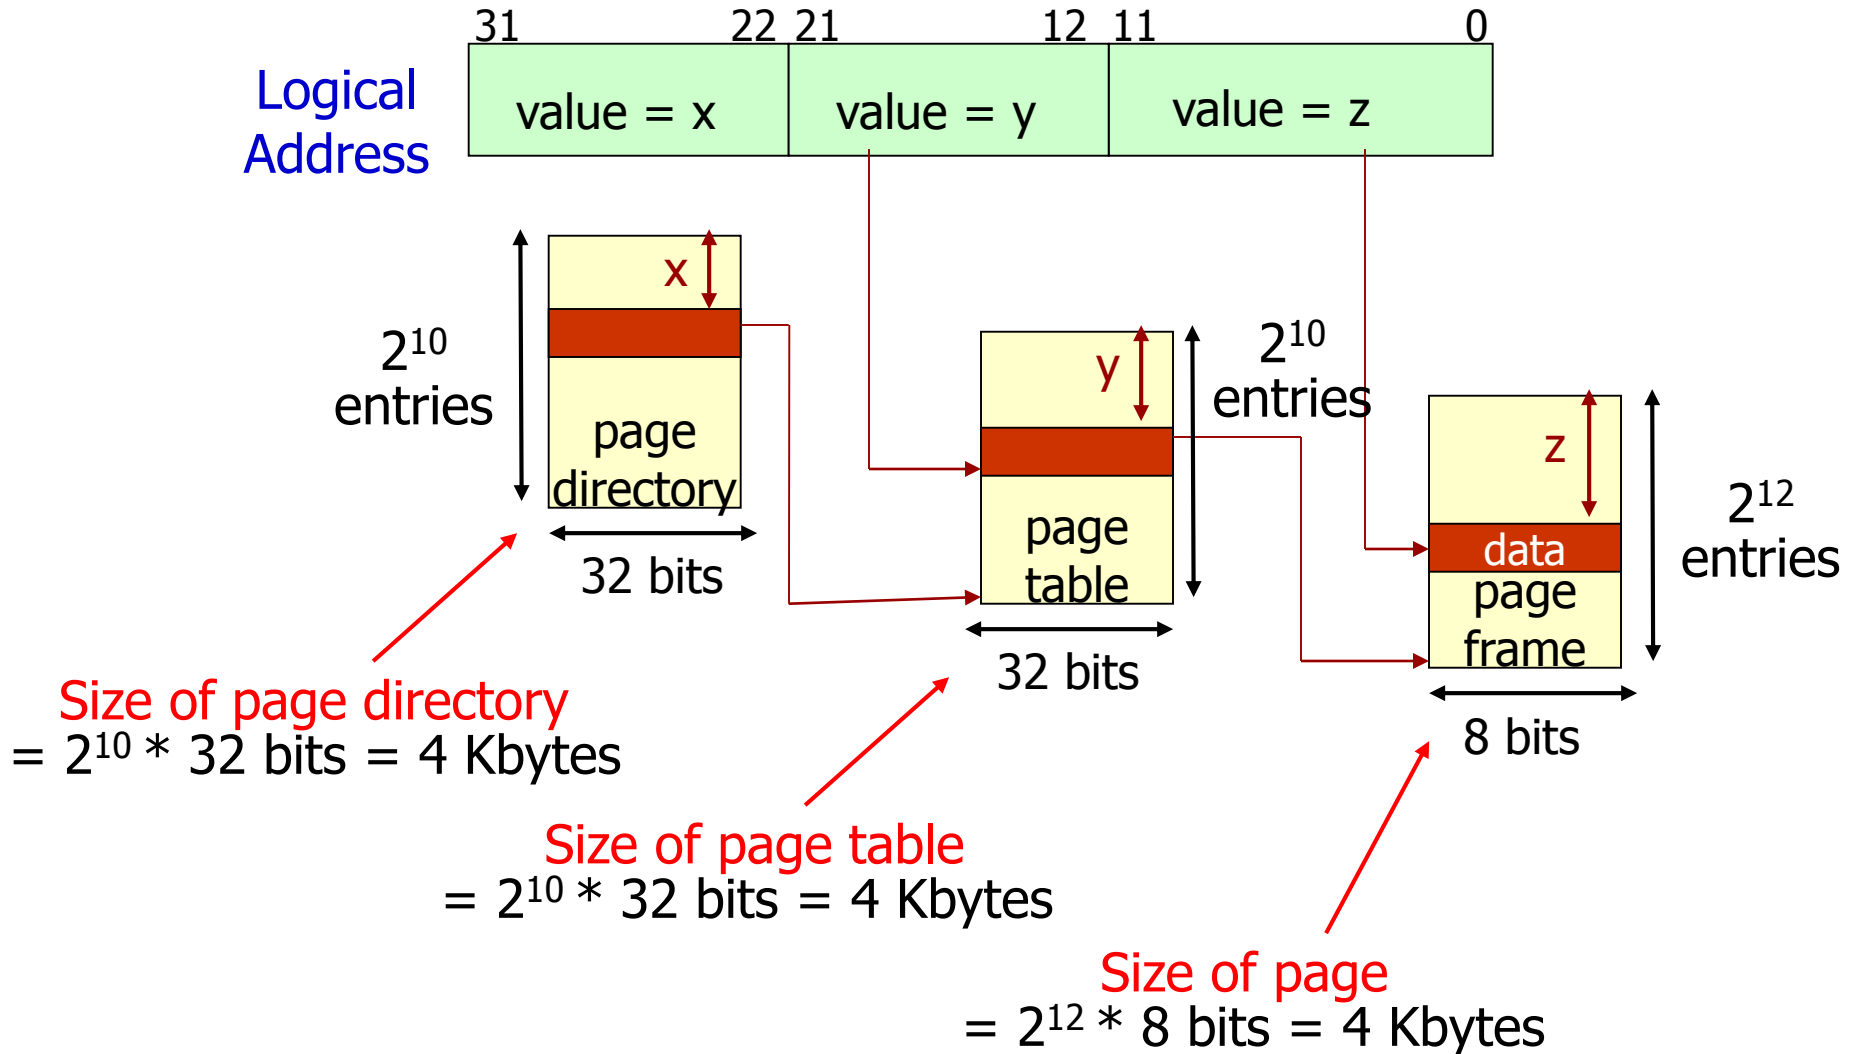 31 22 21 12 11 0
Logical
Address
value = x value = y value = z
x
2¹⁰
entries
page
directory
32 bits
y
2¹⁰
entries
page
table
32 bits
z
data
page
frame
2¹²
entries
8 bits
Size of page directory
= 2¹⁰ * 32 bits = 4 Kbytes
Size of page table
= 2¹⁰ * 32 bits = 4 Kbytes
Size of page
= 2¹² * 8 bits = 4 Kbytes